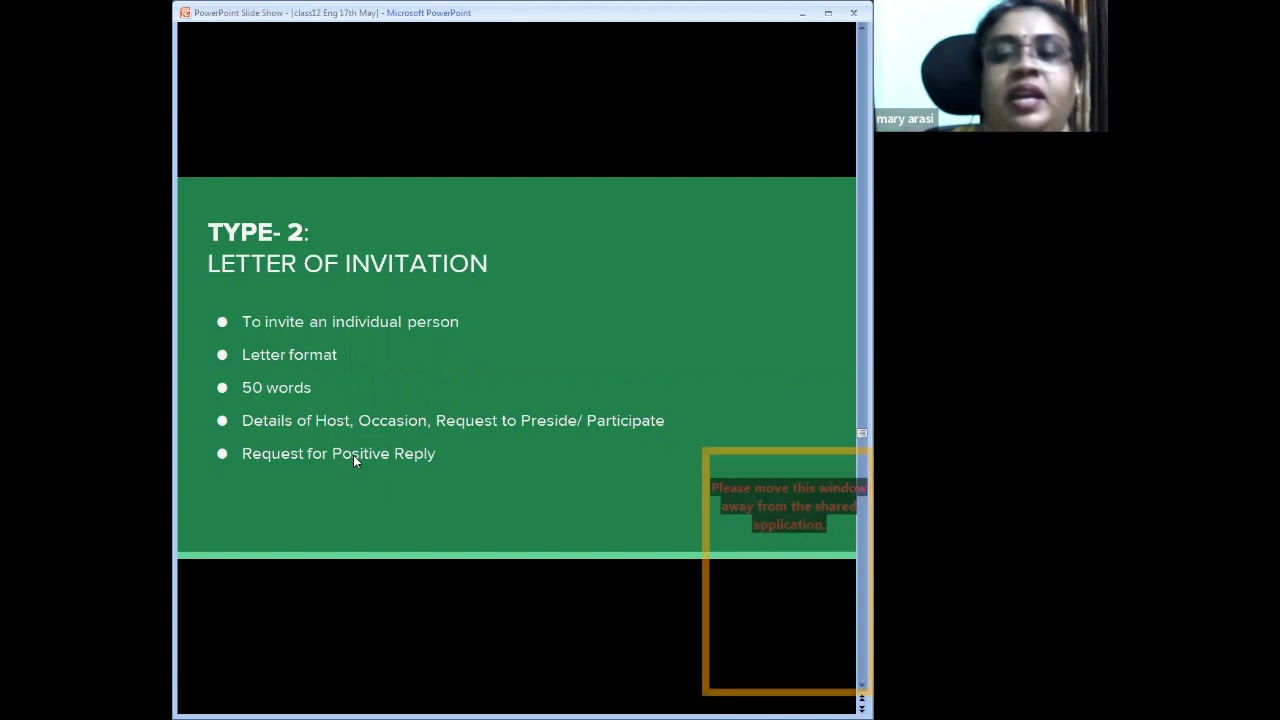 PowerPoint Slide Show - [class12 Eng 17th May] - Microsoft PowerPoint
mary arasi
TYPE- 2:
LETTER OF INVITATION
● To invite an individual person
● Letter format
● 50 words
● Details of Host, Occasion, Request to Preside/ Participate
● Request for Positive Reply
Please move this window
away from the shared
application.